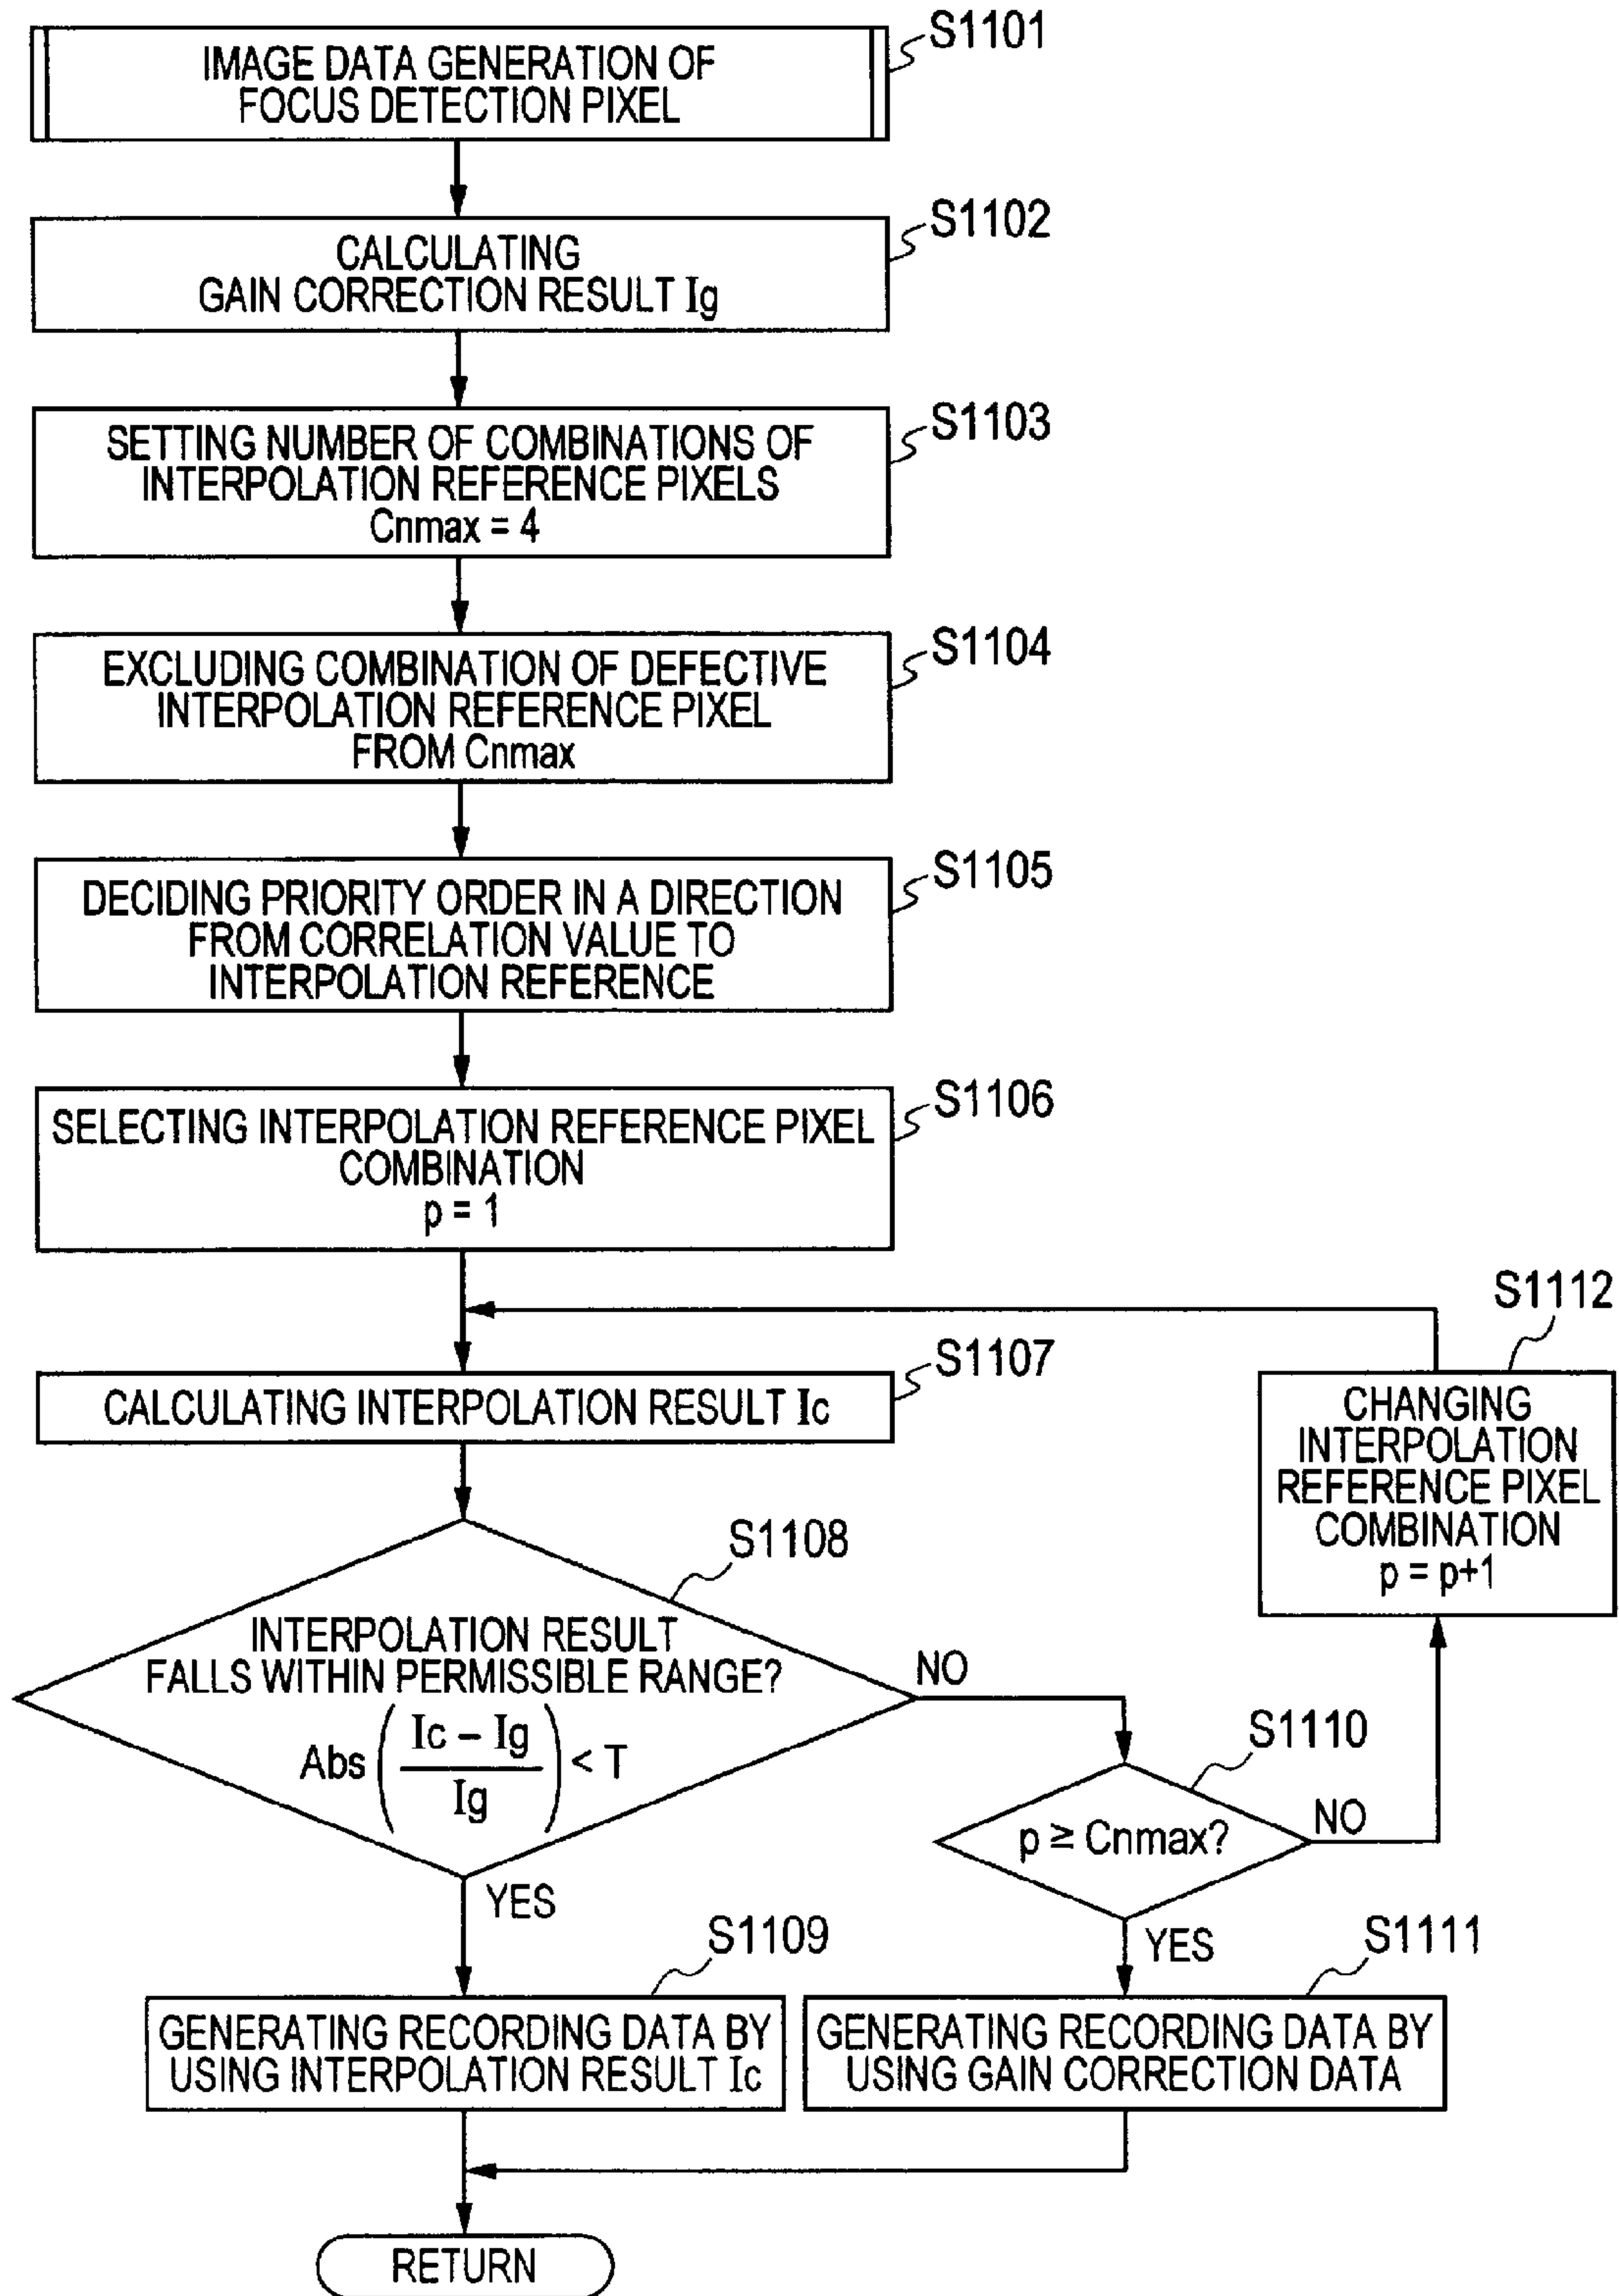 IMAGE DATA GENERATION OF
FOCUS DETECTION PIXEL
S1101
CALCULATING
GAIN CORRECTION RESULT Ig
S1102
SETTING NUMBER OF COMBINATIONS OF
INTERPOLATION REFERENCE PIXELS
Cnmax = 4
S1103
EXCLUDING COMBINATION OF DEFECTIVE
INTERPOLATION REFERENCE PIXEL
FROM Cnmax
S1104
DECIDING PRIORITY ORDER IN A DIRECTION
FROM CORRELATION VALUE TO
INTERPOLATION REFERENCE
S1105
SELECTING INTERPOLATION REFERENCE PIXEL
COMBINATION
p = 1
S1106
CALCULATING INTERPOLATION RESULT Ic
S1107
S1112
CHANGING
INTERPOLATION
REFERENCE PIXEL
COMBINATION
p = p+1
S1108
INTERPOLATION RESULT
FALLS WITHIN PERMISSIBLE RANGE?
Abs ( (Ic – Ig) / Ig ) < T
NO
YES
S1110
p ≥ Cnmax?
NO
YES
S1109
GENERATING RECORDING DATA BY
USING INTERPOLATION RESULT Ic
S1111
GENERATING RECORDING DATA BY
USING GAIN CORRECTION DATA
RETURN